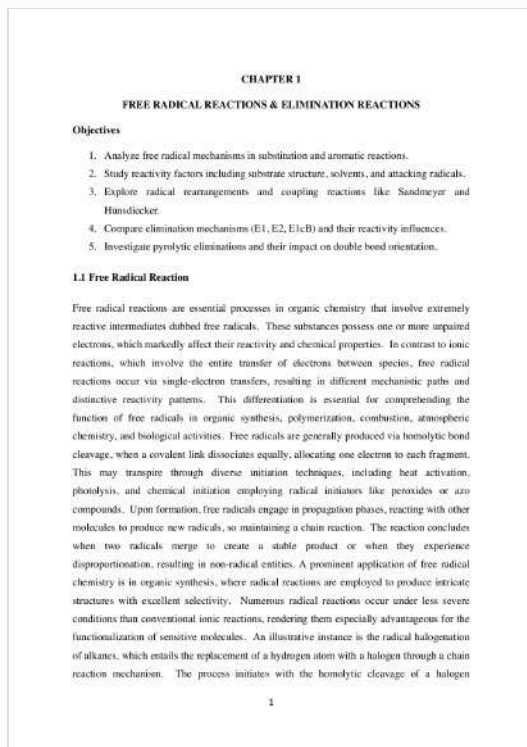 CHAPTER 1
FREE RADICAL REACTIONS & ELIMINATION REACTIONS
Objectives
1. Analyze free radical mechanisms in substitution and aromatic reactions.
2. Study reactivity factors including substrate structure, solvents, and attacking radicals.
3. Explore radical rearrangements and coupling reactions like Sandmeyer and
Hunsdiecker.
4. Compare elimination mechanisms (E1, E2, E1cB) and their reactivity influences.
5. Investigate pyrolytic eliminations and their impact on double bond orientation.
1.1 Free Radical Reaction
Free radical reactions are essential processes in organic chemistry that involve extremely
reactive intermediates dubbed free radicals. These substances possess one or more unpaired
electrons, which markedly affect their reactivity and chemical properties. In contrast to ionic
reactions, which involve the entire transfer of electrons between species, free radical
reactions occur via single-electron transfers, resulting in different mechanistic paths and
distinctive reactivity patterns. This differentiation is essential for comprehending the
function of free radicals in organic synthesis, polymerization, combustion, atmospheric
chemistry, and biological activities. Free radicals are generally produced via homolytic bond
cleavage, when a covalent link dissociates equally, allocating one electron to each fragment.
This may transpire through diverse initiation techniques, including heat activation,
photolysis, and chemical initiation employing radical initiators like peroxides or azo
compounds. Upon formation, free radicals engage in propagation phases, reacting with other
molecules to produce new radicals, so maintaining a chain reaction. The reaction concludes
when two radicals merge to create a stable product or when they experience
disproportionation, resulting in non-radical entities. A prominent application of free radical
chemistry is in organic synthesis, where radical reactions are employed to produce intricate
structures with excellent selectivity. Numerous radical reactions occur under less severe
conditions than conventional ionic reactions, rendering them especially advantageous for the
functionalization of sensitive molecules. An illustrative instance is the radical halogenation
of alkanes, which entails the replacement of a hydrogen atom with a halogen through a chain
reaction mechanism. The process initiates with the homolytic cleavage of a halogen
1